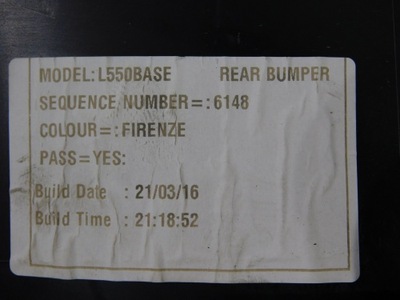 MODEL:L550BASE REAR BUMPER
SEQUENCE NUMBER=:6148
COLOUR=:FIRENZE
PASS=YES:
Build Date : 21/03/16
Build Time : 21:18:52